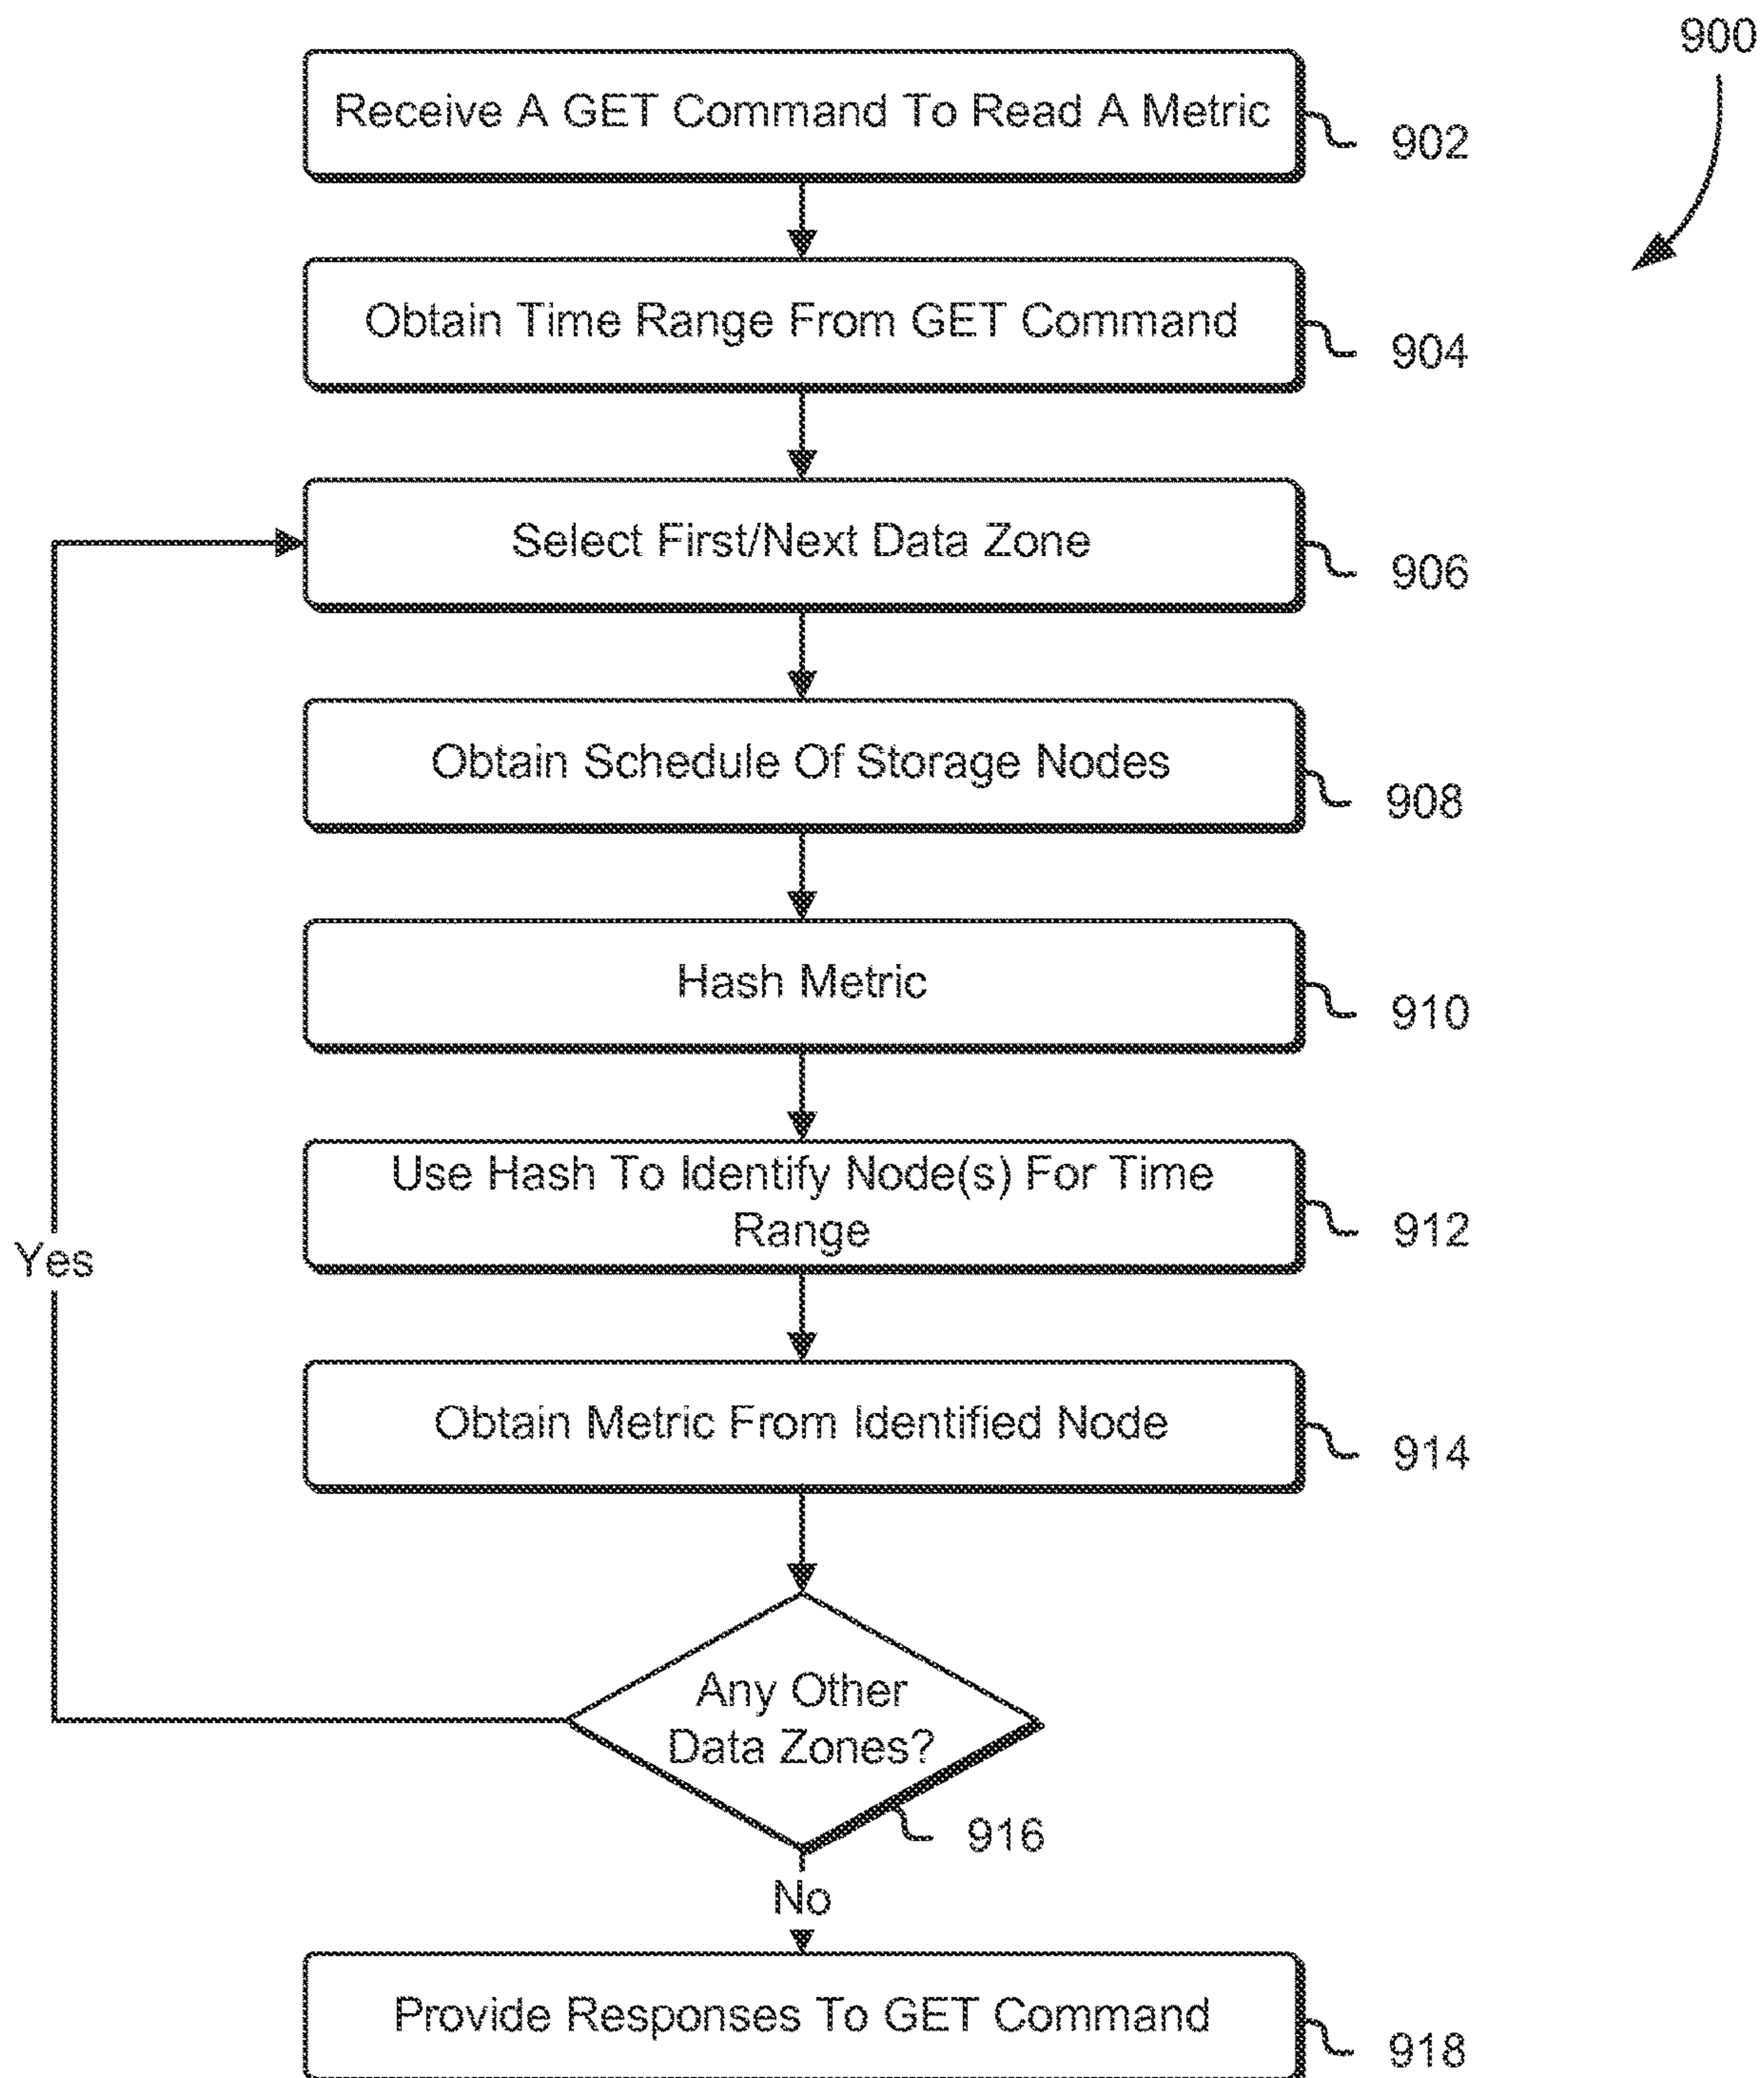 900
Receive A GET Command To Read A Metric
902
Obtain Time Range From GET Command
904
Select First/Next Data Zone
906
Obtain Schedule Of Storage Nodes
908
Hash Metric
910
Use Hash To Identify Node(s) For Time
Range
912
Yes
Obtain Metric From Identified Node
914
Any Other
Data Zones?
916
No
Provide Responses To GET Command
918